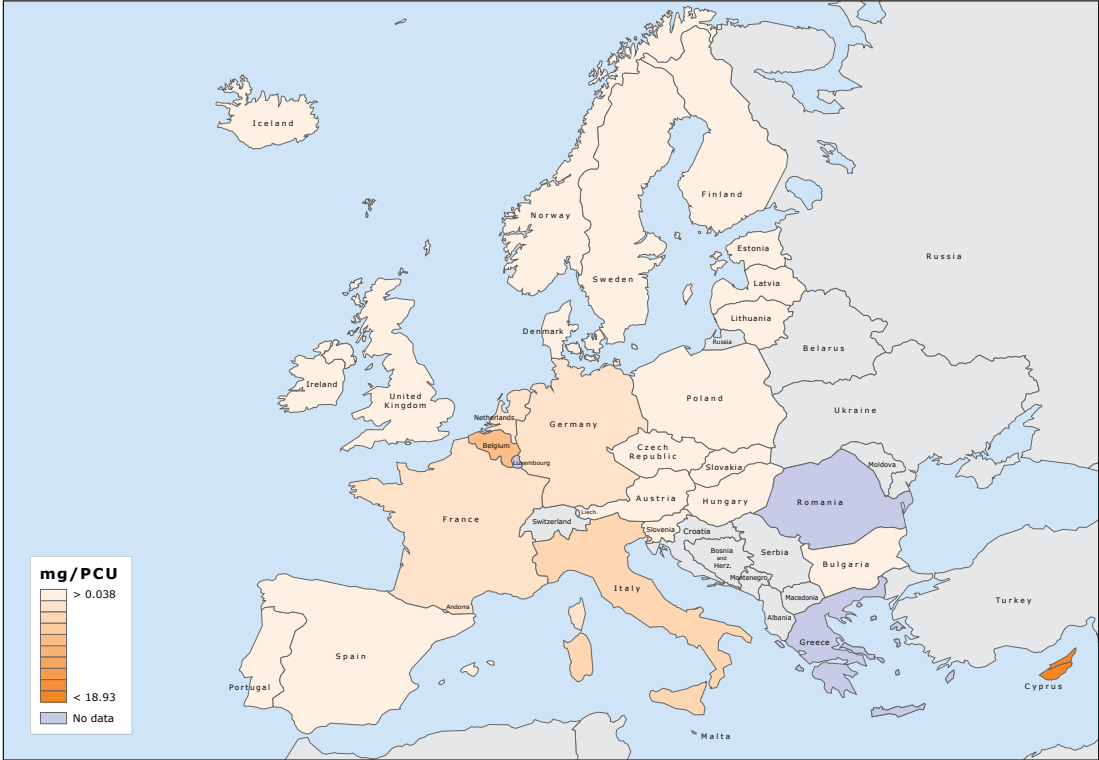 Iceland
Norway
Finland
Sweden
Estonia
Russia
Latvia
Lithuania
Denmark
Russia
Belarus
Ireland
United
Kingdom
Poland
Ukraine
Netherlands
Germany
Belgium
Czech
Republic
Luxembourg
Slovakia
Moldova
Austria
Hungary
Romania
France
Liech.
Switzerland
Slovenia
Croatia
Bosnia
and
Herz.
Serbia
Bulgaria
Montenegro
mg/PCU
> 0.038
< 18.93
No data
Italy
Macedonia
Turkey
Andorra
Albania
Greece
Spain
Portugal
Cyprus
Malta